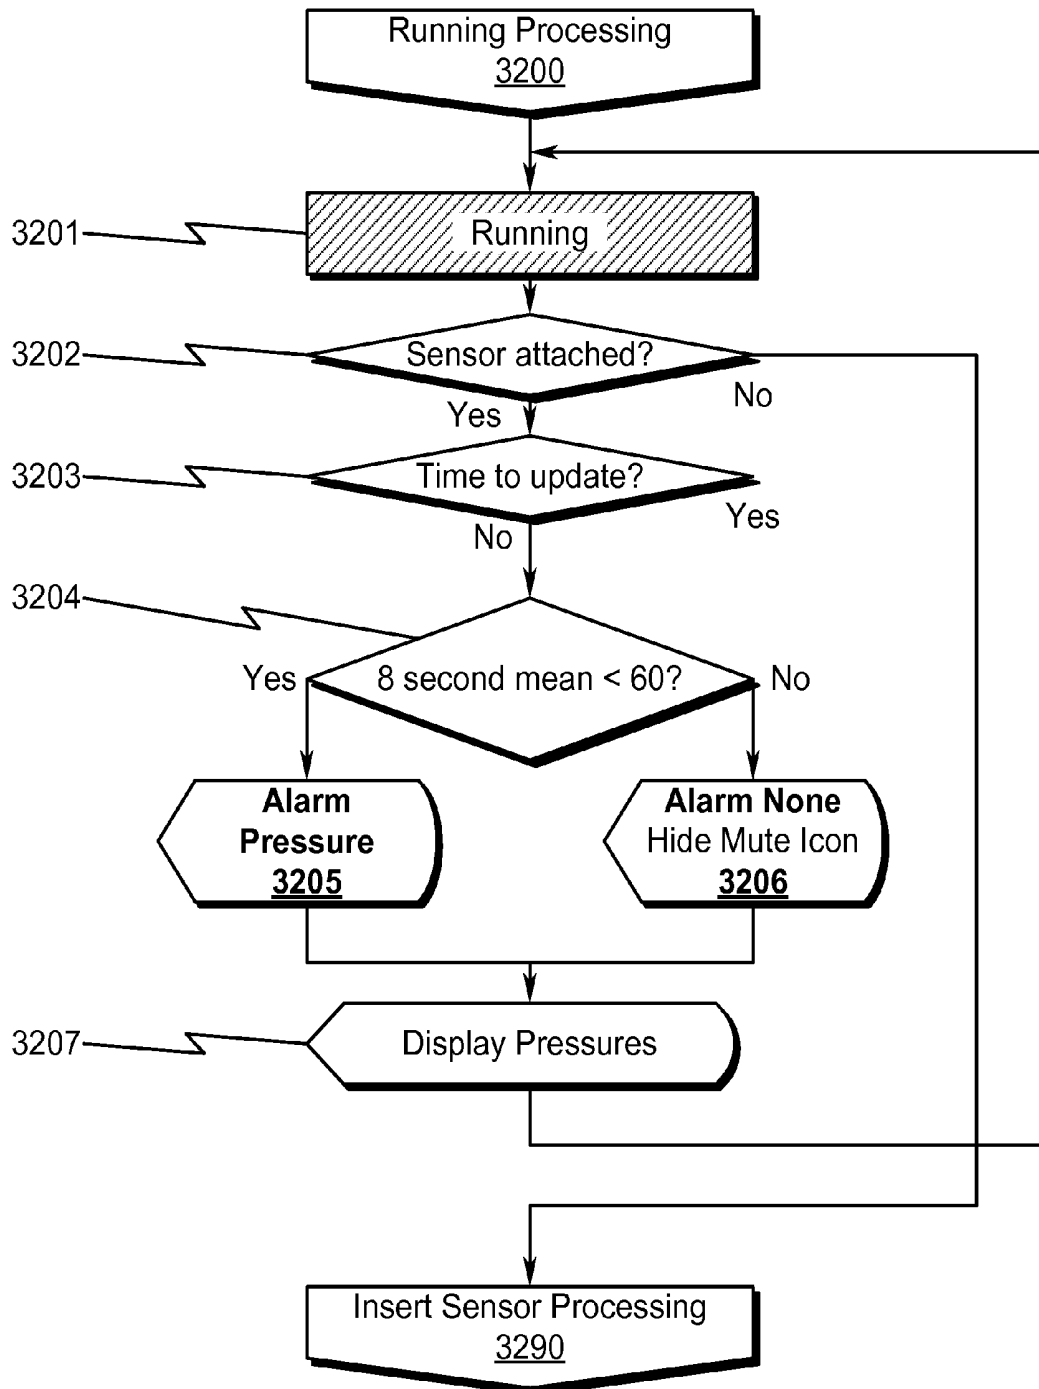 Running Processing
3200
3201
Running
3202
Sensor attached?
No
Yes
3203
Time to update?
Yes
No
3204
Yes
8 second mean < 60?
No
Alarm
Pressure
3205
Alarm None
Hide Mute Icon
3206
3207
Display Pressures
Insert Sensor Processing
3290